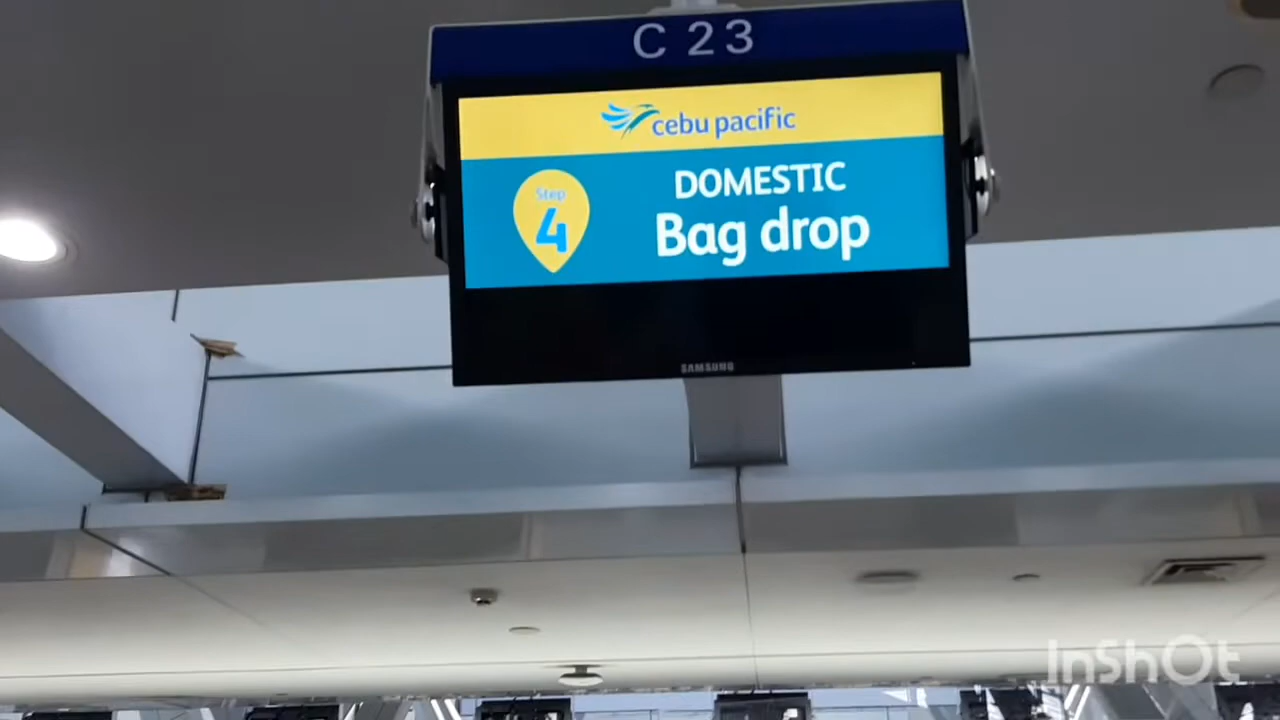 C 23
cebu pacific
Step
4
DOMESTIC
Bag drop
SAMSUNG
InShOt